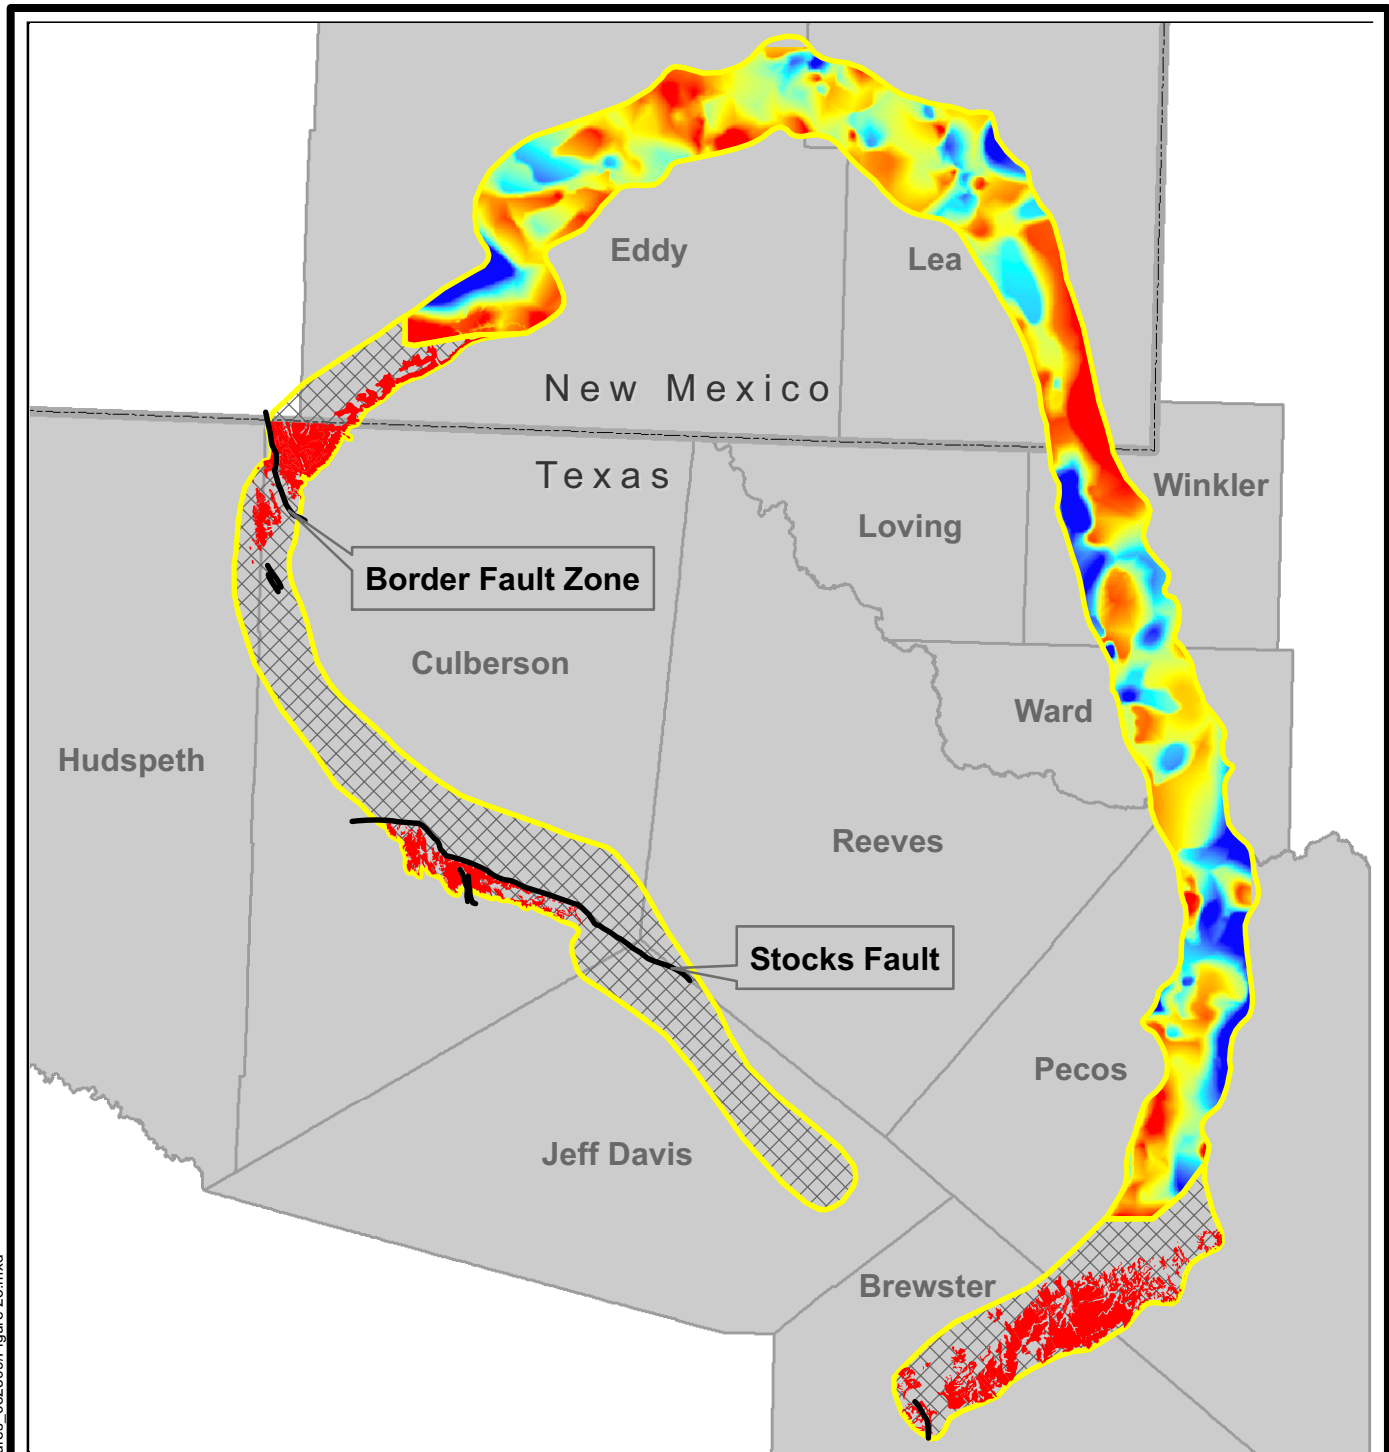 Eddy
Lea
New Mexico
Texas
Winkler
Loving
Border Fault Zone
Culberson
Ward
Hudspeth
Reeves
Stocks Fault
Pecos
Jeff Davis
Brewster